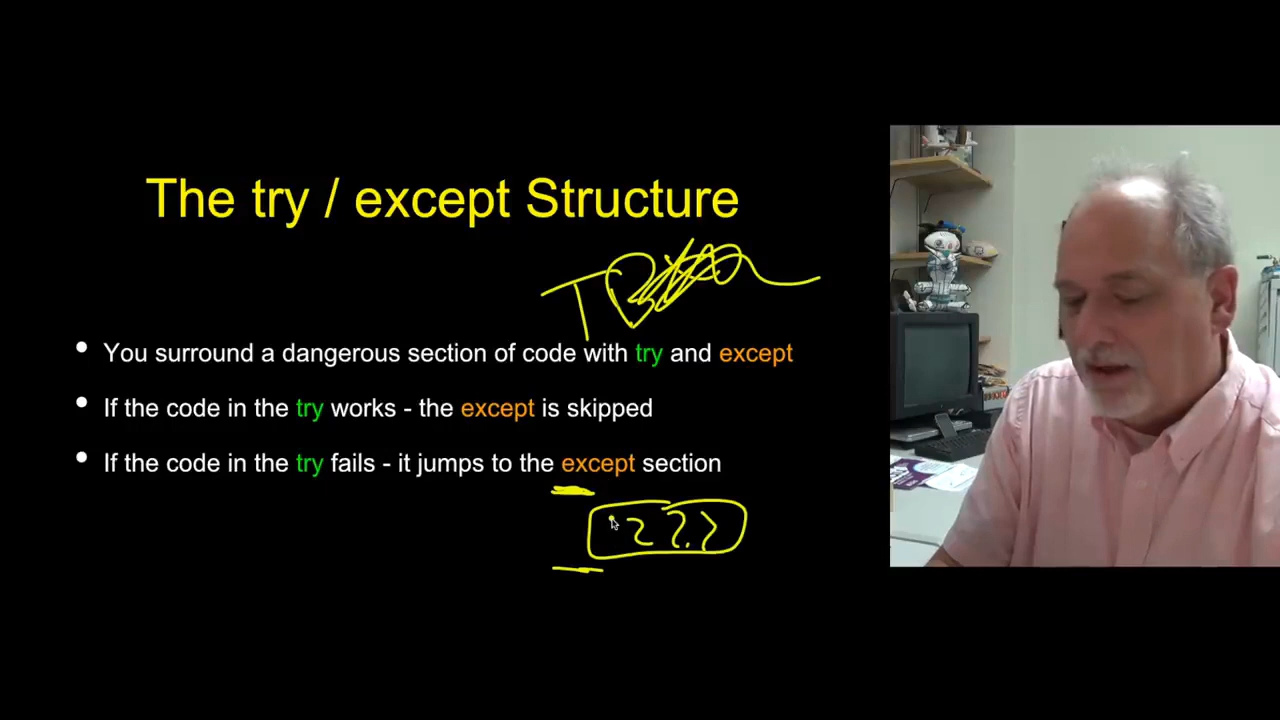 The try / except Structure
• You surround a dangerous section of code with try and except
• If the code in the try works - the except is skipped
• If the code in the try fails - it jumps to the except section